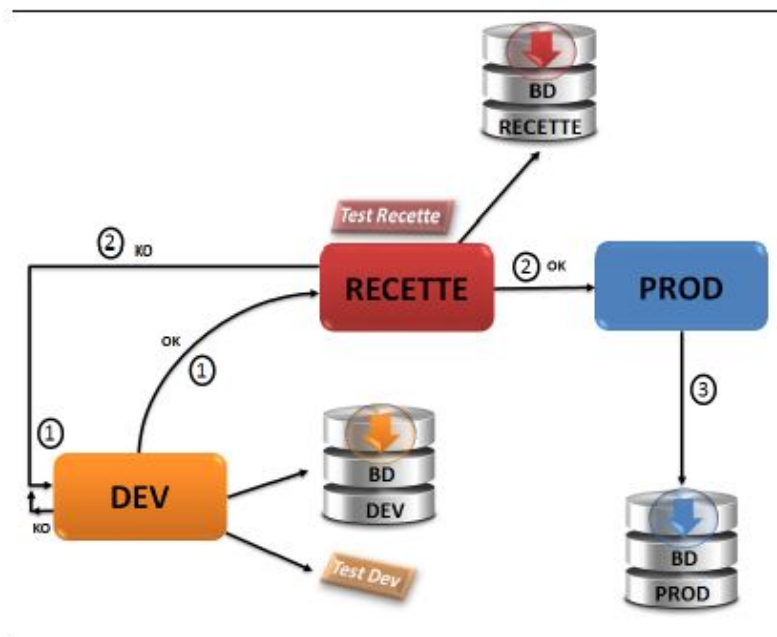 BD
RECETTE
Test Recette
2 KO
RECETTE
2 OK
PROD
OK
1
3
1
DEV
KO
BD
DEV
Test Dev
BD
PROD